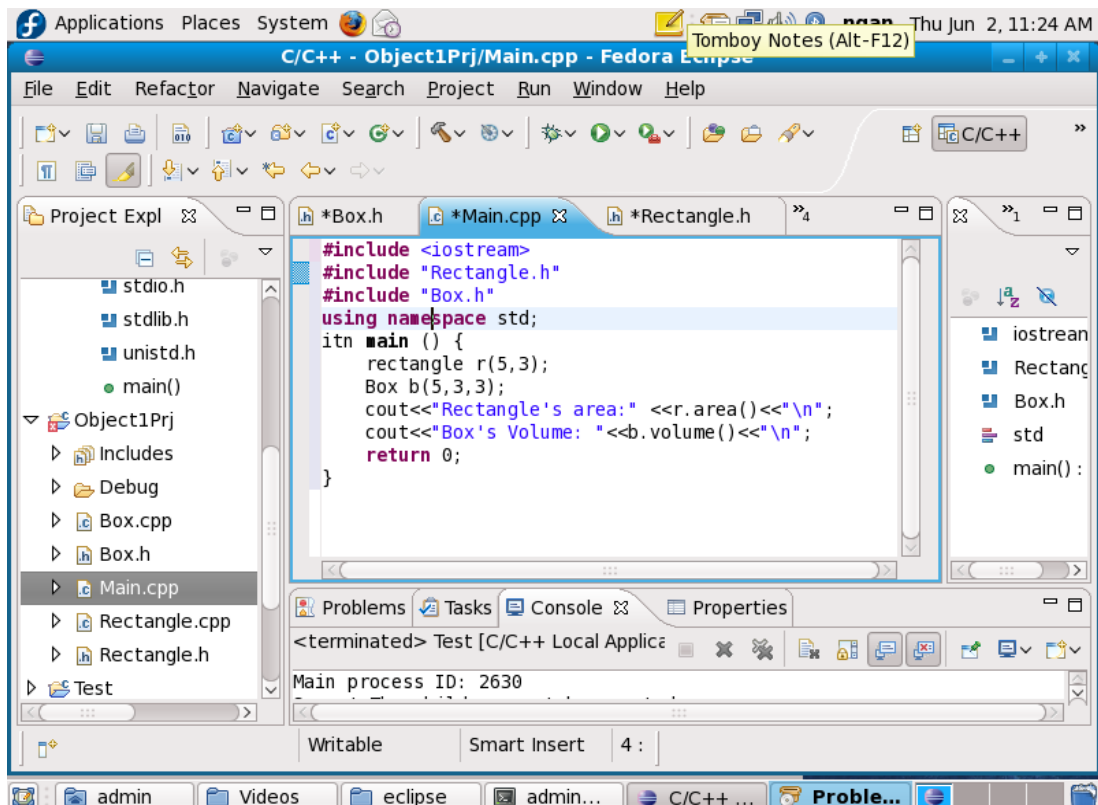 Applications Places System
ngan Thu Jun 2, 11:24 AM
Tomboy Notes (Alt-F12)
C/C++ - Object1Prj/Main.cpp - Fedora Eclipse
File Edit Refactor Navigate Search Project Run Window Help
C/C++
Project Expl
*Box.h
*Main.cpp
*Rectangle.h
»4
»1
#include <iostream>
#include "Rectangle.h"
#include "Box.h"
using namespace std;
itn main () {
rectangle r(5,3);
Box b(5,3,3);
cout<<"Rectangle's area:" <<r.area()<<"\n";
cout<<"Box's Volume: "<<b.volume()<<"\n";
return 0;
}
stdio.h
stdlib.h
unistd.h
main()
Object1Prj
Includes
Debug
Box.cpp
Box.h
Main.cpp
Rectangle.cpp
Rectangle.h
Test
iostrean
Rectang
Box.h
std
main() :
Problems Tasks Console Properties
<terminated> Test [C/C++ Local Applica
Main process ID: 2630
Writable Smart Insert 4 :
admin Videos eclipse admin... C/C++ ... Proble...